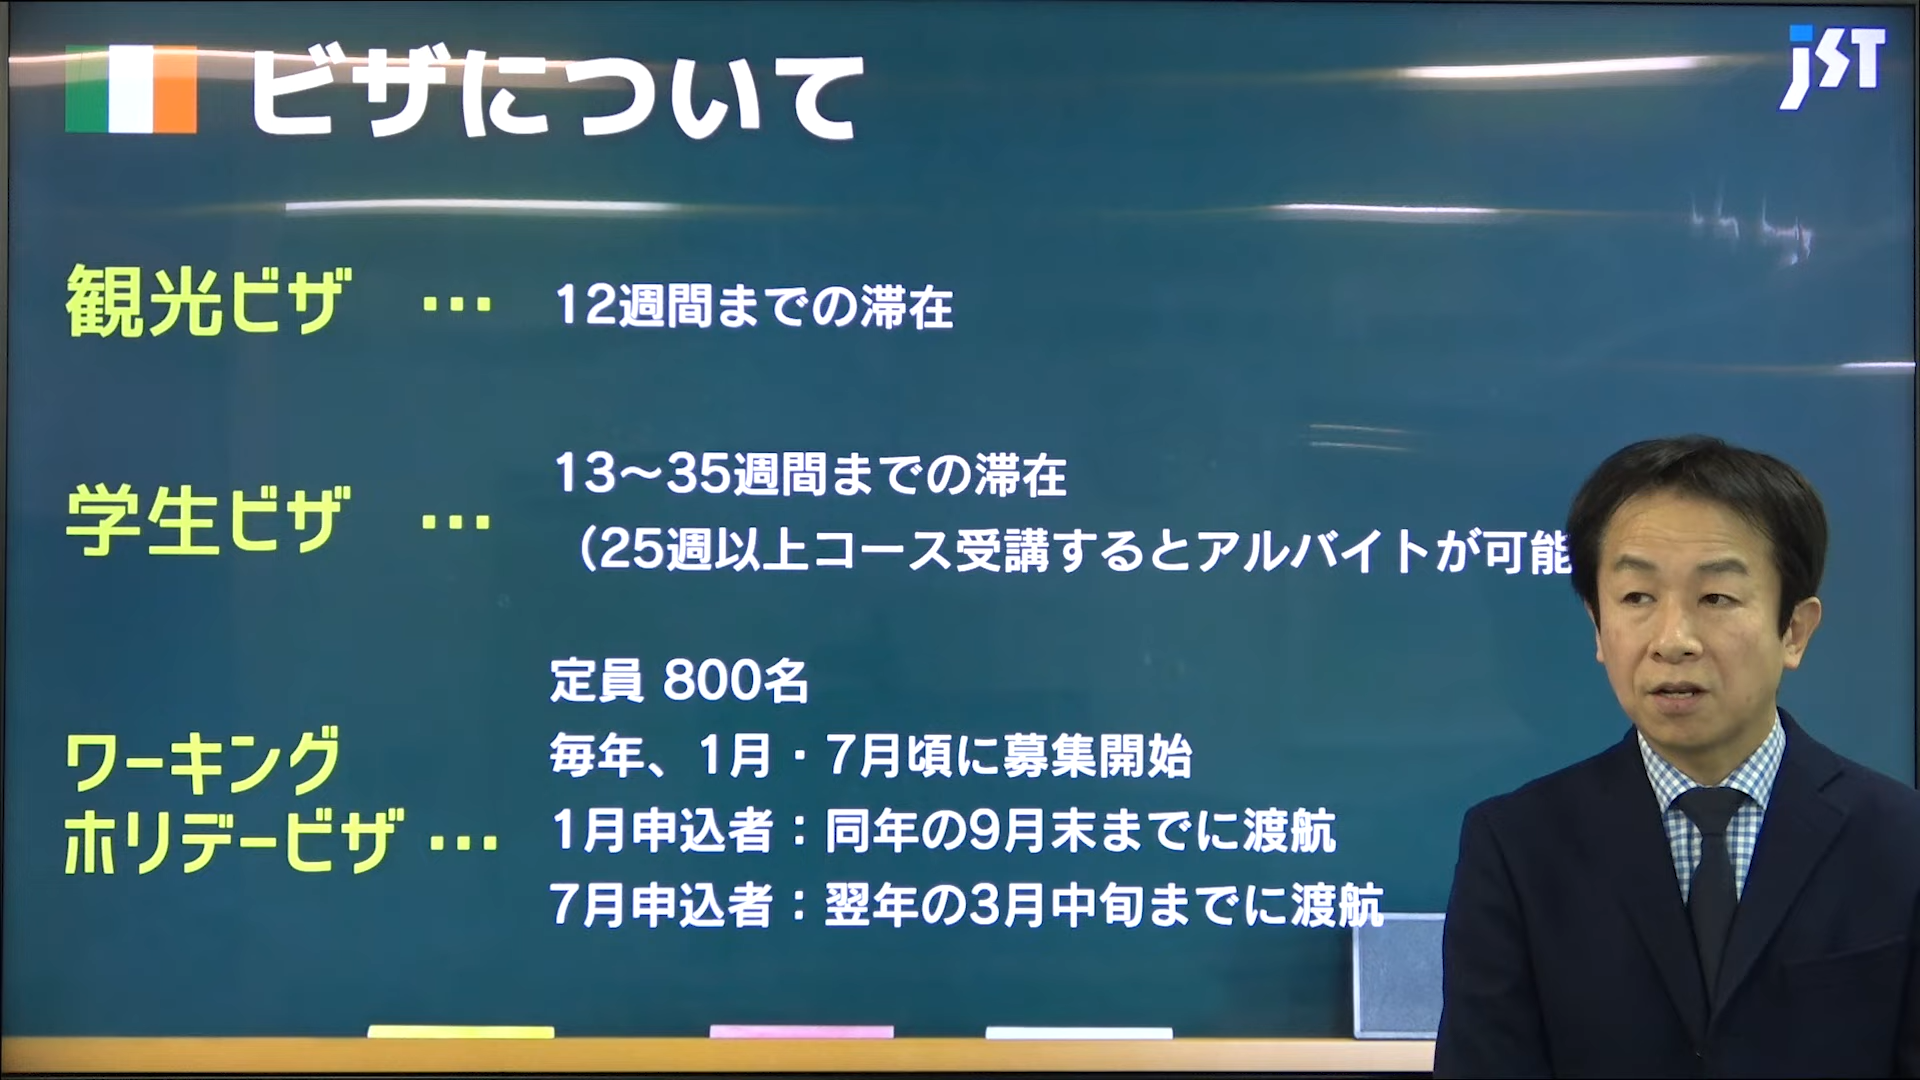 ビザについて
jST
観光ビザ … 12週間までの滞在
学生ビザ … 13～35週間までの滞在
（25週以上コース受講するとアルバイトが可能
ワーキング
ホリデービザ … 定員 800名
毎年、1月・7月頃に募集開始
1月申込者：同年の9月末までに渡航
7月申込者：翌年の3月中旬までに渡航